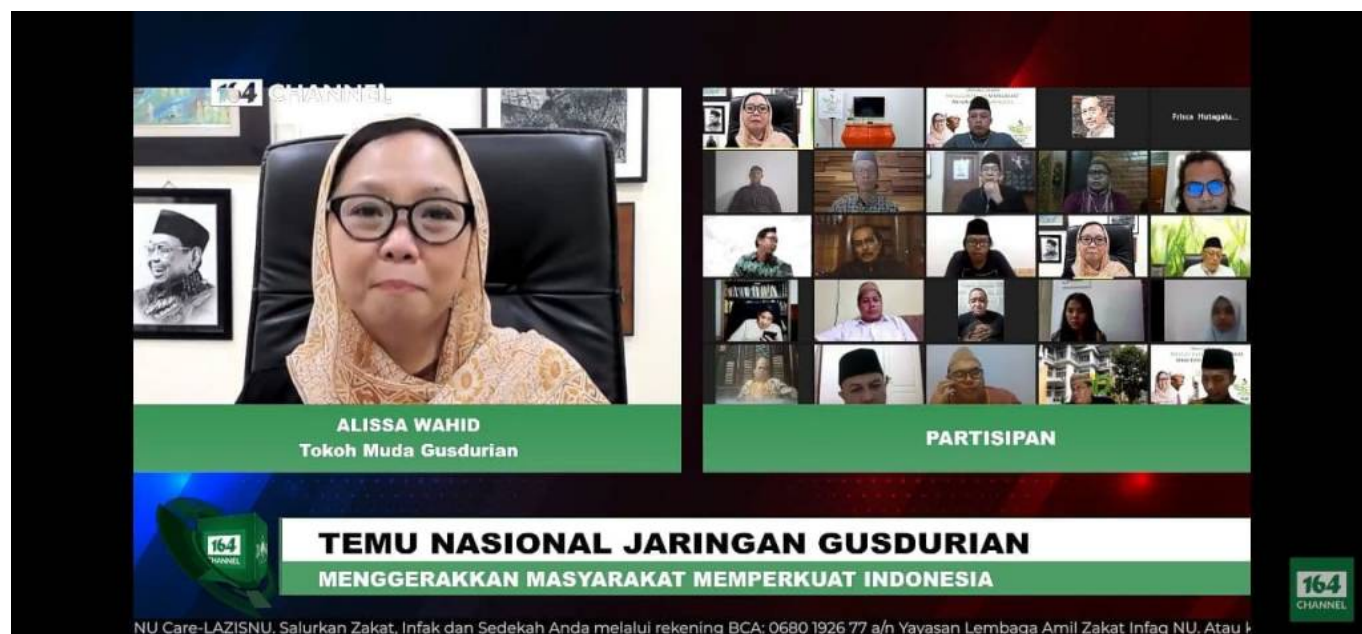 164 CHANNEL
Frisca Hutagalu...
ALISSA WAHID
Tokoh Muda Gusdurian
PARTISIPAN
164
CHANNEL
TEMU NASIONAL JARINGAN GUSDURIAN
MENGGERAKKAN MASYARAKAT MEMPERKUAT INDONESIA
164
CHANNEL
NU Care-LAZISNU. Salurkan Zakat, Infak dan Sedekah Anda melalui rekening BCA: 0680 1926 77 a/n Yayasan Lembaga Amil Zakat Infaq NU. Atau k